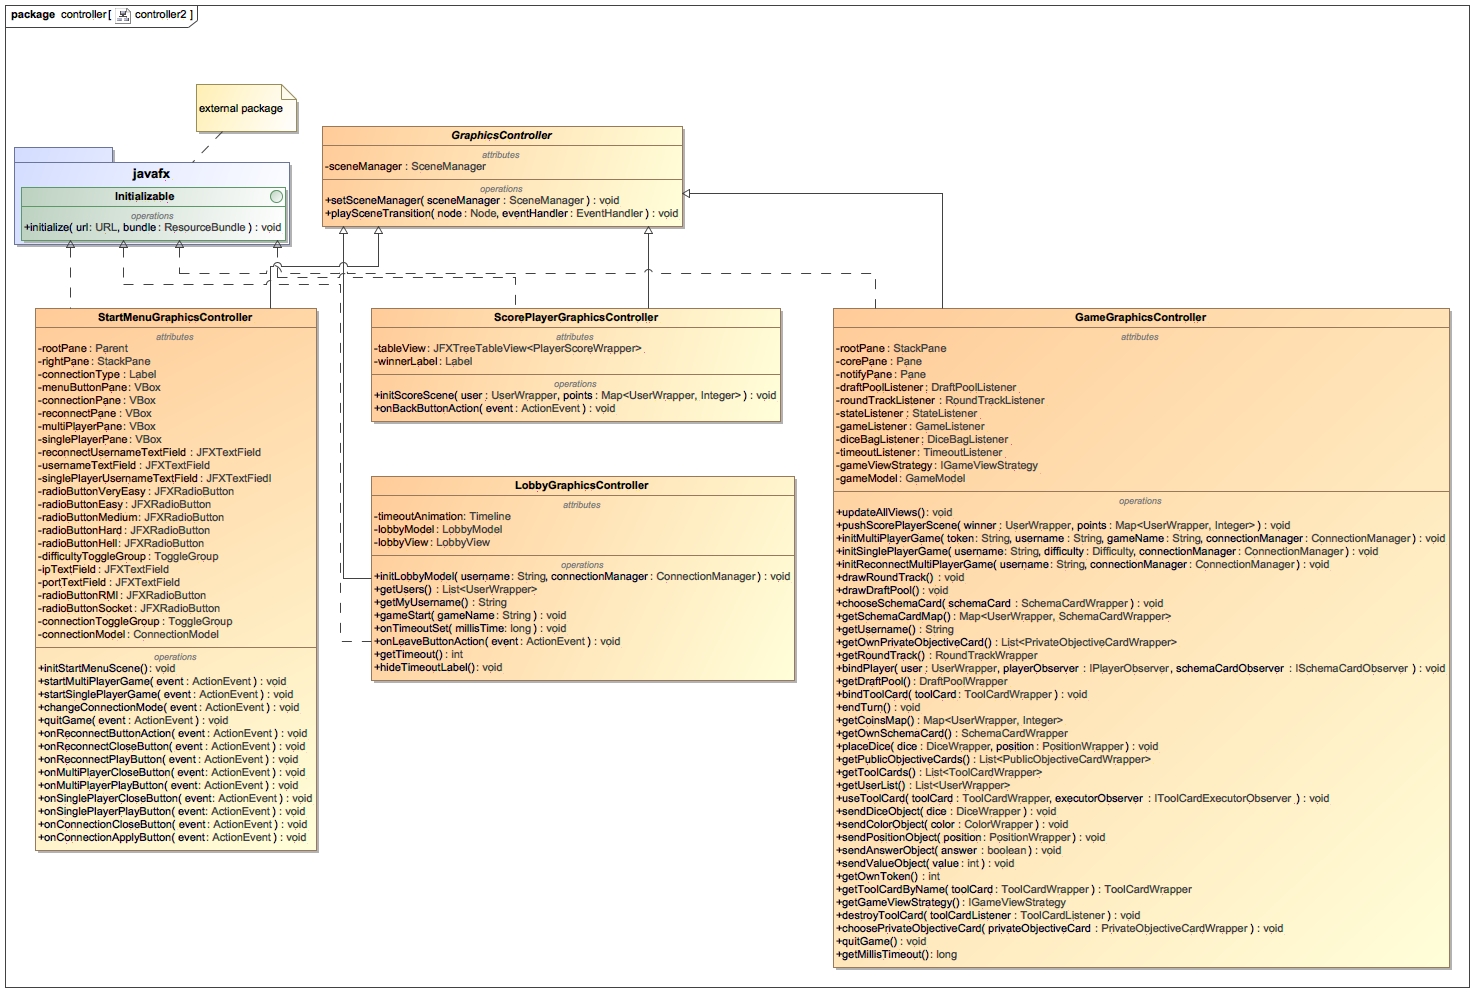 package controller[ controller2 ]
external package
javafx
Initializable
operations
+initialize( url: URL, bundle : ResourceBundle ) : void
GraphicsController
attributes
-sceneManager : SceneManager
operations
+setSceneManager( sceneManager : SceneManager ) : void
+playSceneTransition( node : Node, eventHandler : EventHandler ) : void
StartMenuGraphicsController
attributes
-rootPane : Parent
-rightPane : StackPane
-connectionType : Label
-menuButtonPane : VBox
-connectionPane : VBox
-reconnectPane : VBox
-multiPlayerPane : VBox
-singlePlayerPane : VBox
-reconnectUsernameTextField : JFXTextField
-usernameTextField : JFXTextField
-singlePlayerUsernameTextField : JFXTextFiedl
-radioButtonVeryEasy : JFXRadioButton
-radioButtonEasy : JFXRadioButton
-radioButtonMedium : JFXRadioButton
-radioButtonHard : JFXRadioButton
-radioButtonHell : JFXRadioButton
-difficultyToggleGroup : ToggleGroup
-ipTextField : JFXTextField
-portTextField : JFXTextField
-radioButtonRMI : JFXRadioButton
-radioButtonSocket : JFXRadioButton
-connectionToggleGroup : ToggleGroup
-connectionModel : ConnectionModel
operations
+initStartMenuScene() : void
+startMultiPlayerGame( event : ActionEvent ) : void
+startSinglePlayerGame( event : ActionEvent ) : void
+changeConnectionMode( event : ActionEvent ) : void
+quitGame( event : ActionEvent ) : void
+onReconnectButtonAction( event : ActionEvent ) : void
+onReconnectCloseButton( event : ActionEvent ) : void
+onReconnectPlayButton( event : ActionEvent ) : void
+onMultiPlayerCloseButton( event : ActionEvent ) : void
+onMultiPlayerPlayButton( event : ActionEvent ) : void
+onSinglePlayerCloseButton( event : ActionEvent ) : void
+onSinglePlayerPlayButton( event : ActionEvent ) : void
+onConnectionCloseButton( event : ActionEvent ) : void
+onConnectionApplyButton( event : ActionEvent ) : void
ScorePlayerGraphicsController
attributes
-tableView : JFXTreeTableView<PlayerScoreWrapper>
-winnerLabel : Label
operations
+initScoreScene( user : UserWrapper, points : Map<UserWrapper, Integer> ) : void
+onBackButtonAction( event : ActionEvent ) : void
LobbyGraphicsController
attributes
-timeoutAnimation : Timeline
-lobbyModel : LobbyModel
-lobbyView : LobbyView
operations
+initLobbyModel( username : String, connectionManager : ConnectionManager ) : void
+getUsers() : List<UserWrapper>
+getMyUsername() : String
+gameStart( gameName : String ) : void
+onTimeoutSet( millisTime : long ) : void
+onLeaveButtonAction( event : ActionEvent ) : void
+getTimeout() : int
+hideTimeoutLabel() : void
GameGraphicsController
attributes
-rootPane : StackPane
-corePane : Pane
-notifyPane : Pane
-draftPoolListener : DraftPoolListener
-roundTrackListener : RoundTrackListener
-stateListener : StateListener
-gameListener : GameListener
-diceBagListener : DiceBagListener
-timeoutListener : TimeoutListener
-gameViewStrategy : IGameViewStrategy
-gameModel : GameModel
operations
+updateAllViews() : void
+pushScorePlayerScene( winner : UserWrapper, points : Map<UserWrapper, Integer> ) : void
+initMultiPlayerGame( token : String, username : String, gameName : String, connectionManager : ConnectionManager ) : void
+initSinglePlayerGame( username : String, difficulty : Difficulty, connectionManager : ConnectionManager ) : void
+initReconnectMultiPlayerGame( username : String, connectionManager : ConnectionManager ) : void
+drawRoundTrack() : void
+drawDraftPool() : void
+chooseSchemaCard( schemaCard : SchemaCardWrapper ) : void
+getSchemaCardMap() : Map<UserWrapper, SchemaCardWrapper>
+getUsername() : String
+getOwnPrivateObjectiveCard() : List<PrivateObjectiveCardWrapper>
+getRoundTrack() : RoundTrackWrapper
+bindPlayer( user : UserWrapper, playerObserver : IPlayerObserver, schemaCardObserver : ISchemaCardObserver ) : void
+getDraftPool() : DraftPoolWrapper
+bindToolCard( toolCard : ToolCardWrapper ) : void
+endTurn() : void
+getCoinsMap() : Map<UserWrapper, Integer>
+getOwnSchemaCard() : SchemaCardWrapper
+placeDice( dice : DiceWrapper, position : PositionWrapper ) : void
+getPublicObjectiveCards() : List<PublicObjectiveCardWrapper>
+getToolCards() : List<ToolCardWrapper>
+getUserList() : List<UserWrapper>
+useToolCard( toolCard : ToolCardWrapper, executorObserver : IToolCardExecutorObserver ) : void
+sendDiceObject( dice : DiceWrapper ) : void
+sendColorObject( color : ColorWrapper ) : void
+sendPositionObject( position : PositionWrapper ) : void
+sendAnswerObject( answer : boolean ) : void
+sendValueObject( value : int ) : void
+getOwnToken() : int
+getToolCardByName( toolCard : ToolCardWrapper ) : ToolCardWrapper
+getGameViewStrategy() : IGameViewStrategy
+destroyToolCard( toolCardListener : ToolCardListener ) : void
+choosePrivateObjectiveCard( privateObjectiveCard : PrivateObjectiveCardWrapper ) : void
+quitGame() : void
+getMillisTimeout() : long